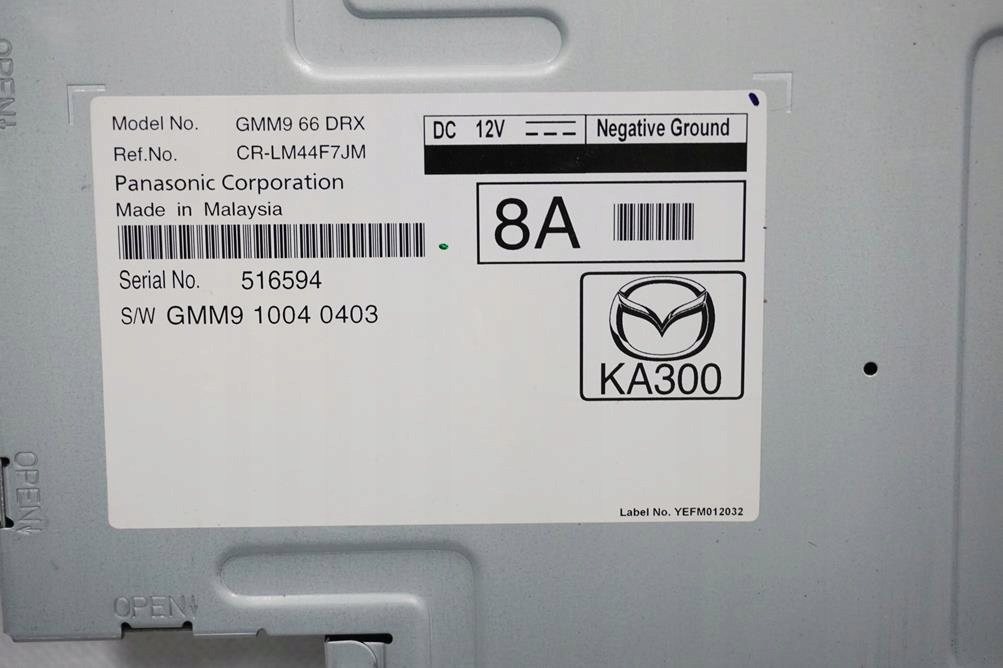 OPEN
Model No. GMM9 66 DRX
Ref.No. CR-LM44F7JM
Panasonic Corporation
Made in Malaysia
Serial No. 516594
S/W GMM9 1004 0403
DC 12V Negative Ground
8A
KA300
Label No. YEFM012032
OPEN
OPEN